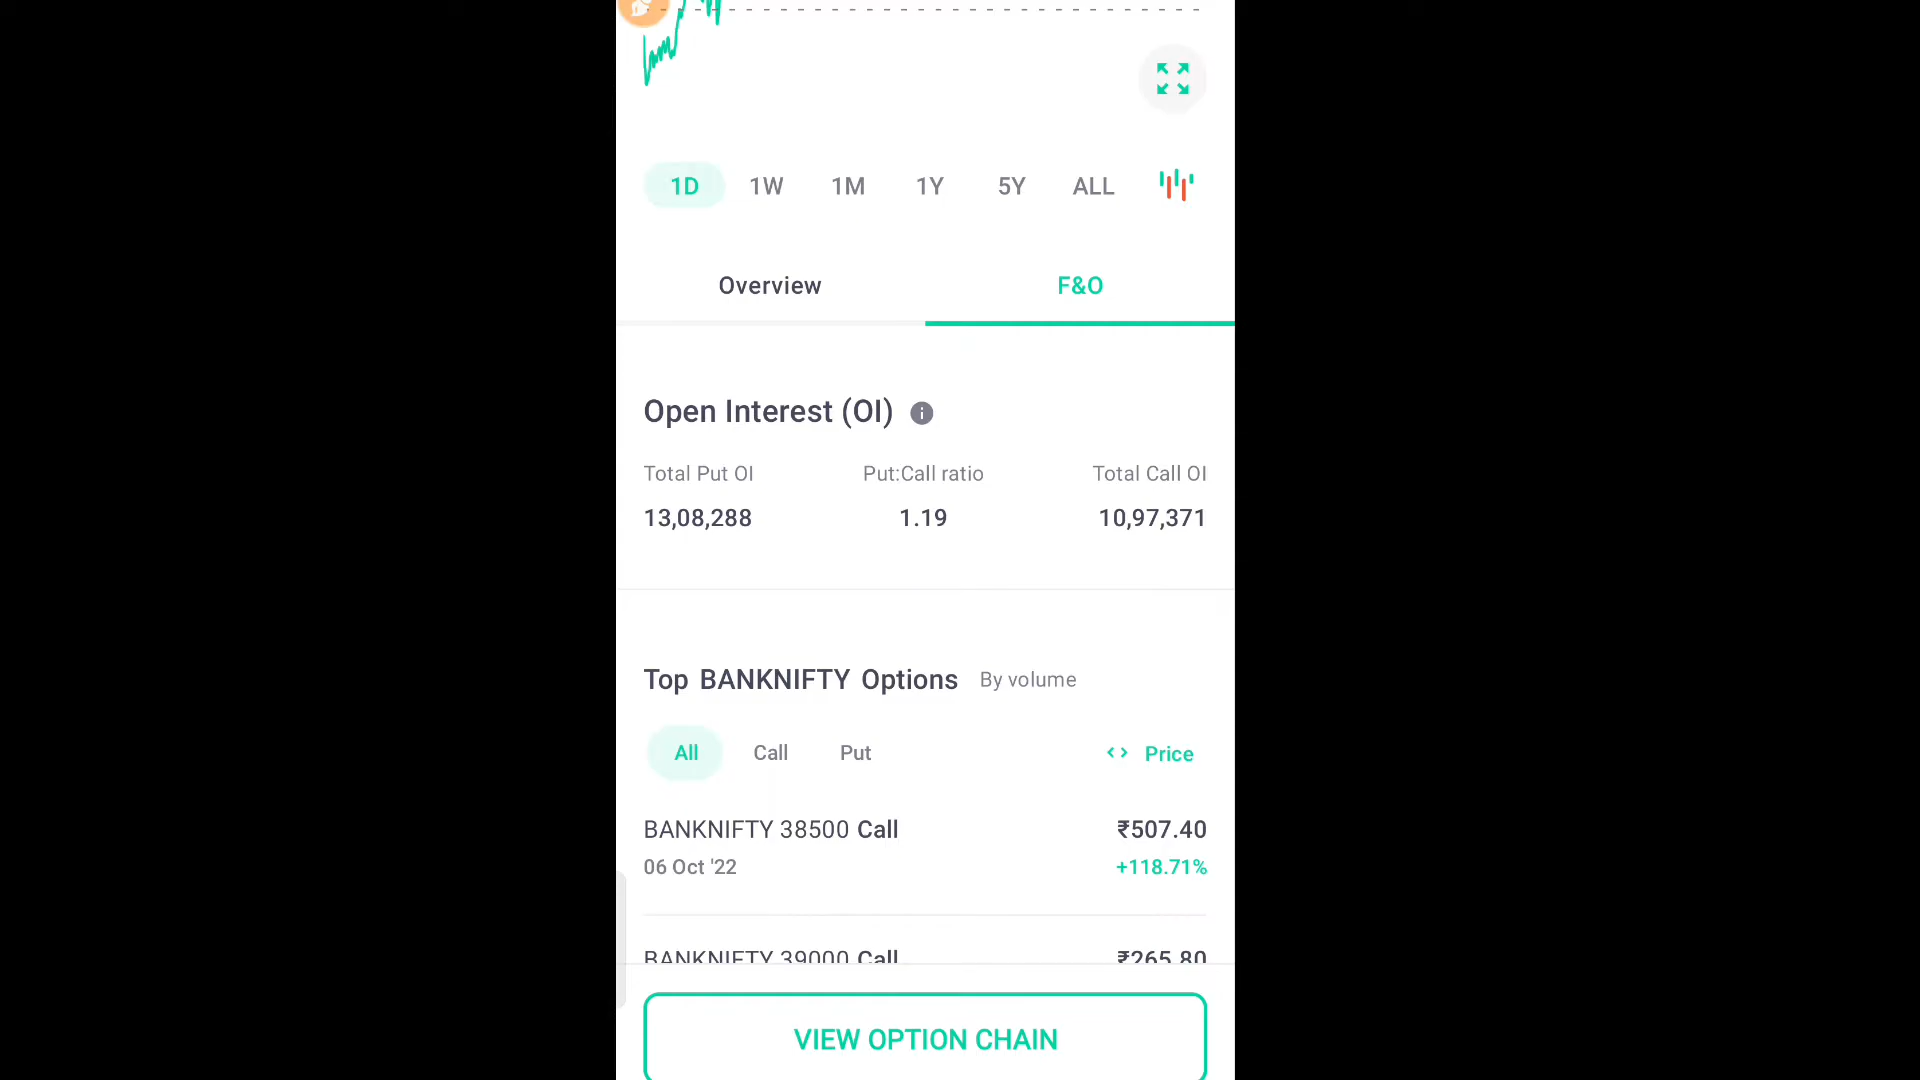 1D 1W 1M 1Y 5Y ALL
Overview F&O
Open Interest (OI)
Total Put OI Put:Call ratio Total Call OI
13,08,288 1.19 10,97,371
Top BANKNIFTY Options By volume
All Call Put <> Price
BANKNIFTY 38500 Call ₹507.40
06 Oct '22 +118.71%
BANKNIFTY 39000 Call ₹265.80
VIEW OPTION CHAIN